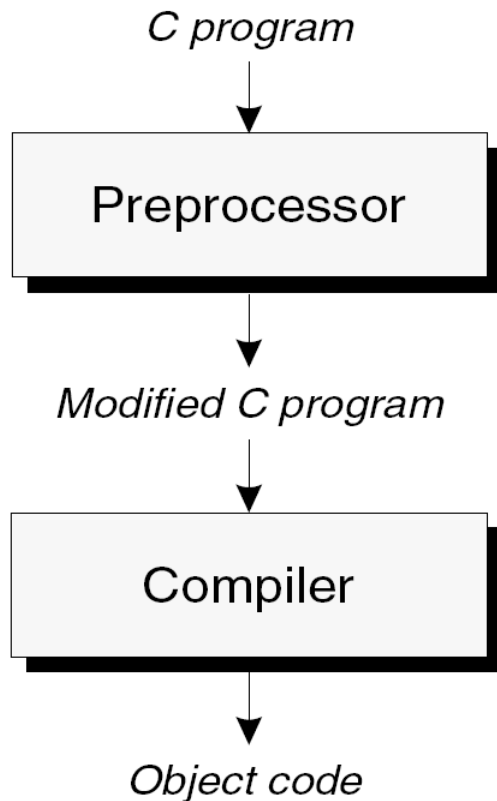 C program
Preprocessor
Modified C program
Compiler
Object code